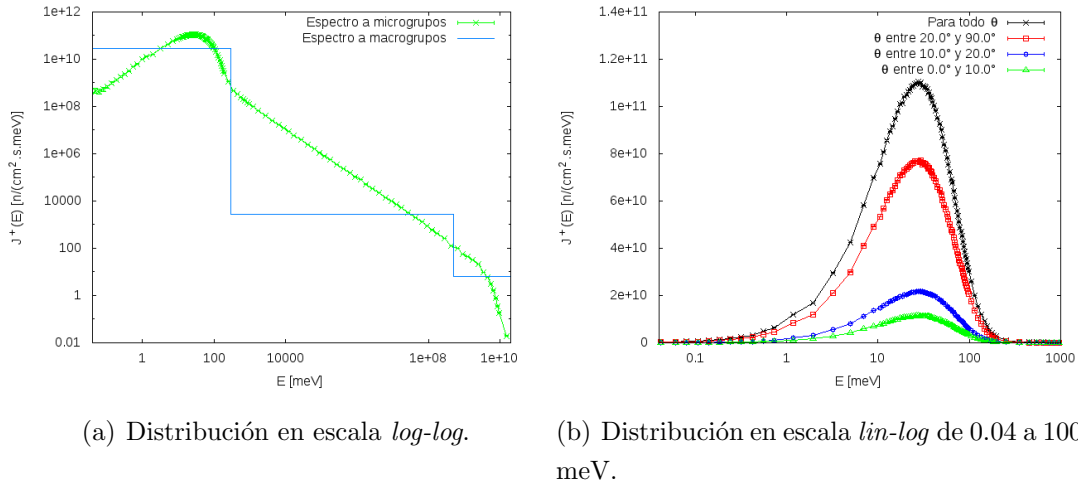 1e+12
1e+10
1e+08
1e+06
10000
100
1
0.01
J⁺(E) [n/(cm².s.meV)]
Espectro a microgrupos
Espectro a macrogrupos
1 100 10000 1e+08 1e+10
E [meV]
(a) Distribución en escala log-log.
1.4e+11
1.2e+11
1e+11
8e+10
6e+10
4e+10
2e+10
0
J⁺(E) [n/(cm².s.meV)]
Para todo θ
θ entre 20.0° y 90.0°
θ entre 10.0° y 20.0°
θ entre 0.0° y 10.0°
0.1 1 10 100 1000
E [meV]
(b) Distribución en escala lin-log de 0.04 a 100
meV.